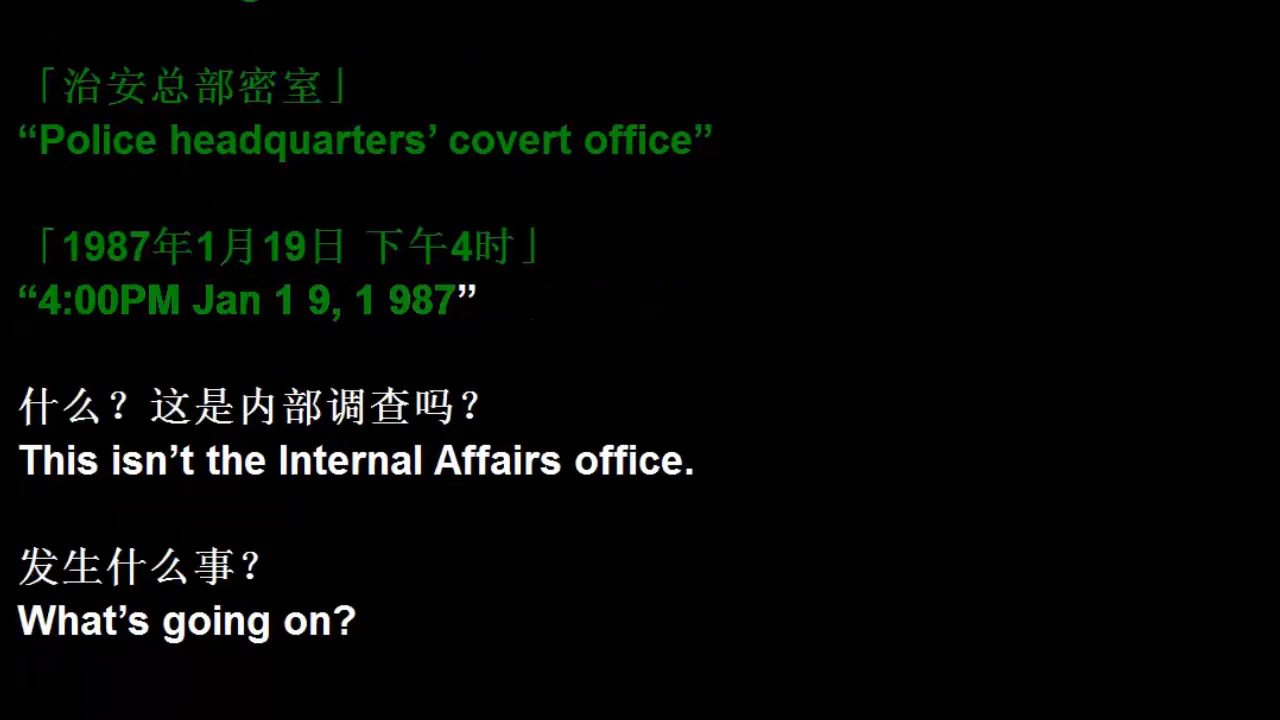 「治安总部密室」
“Police headquarters’ covert office”
「1987年1月19日 下午4时」
“4:00PM Jan 1 9, 1 987”
什么？这是内部调查吗？
This isn’t the Internal Affairs office.
发生什么事？
What’s going on?